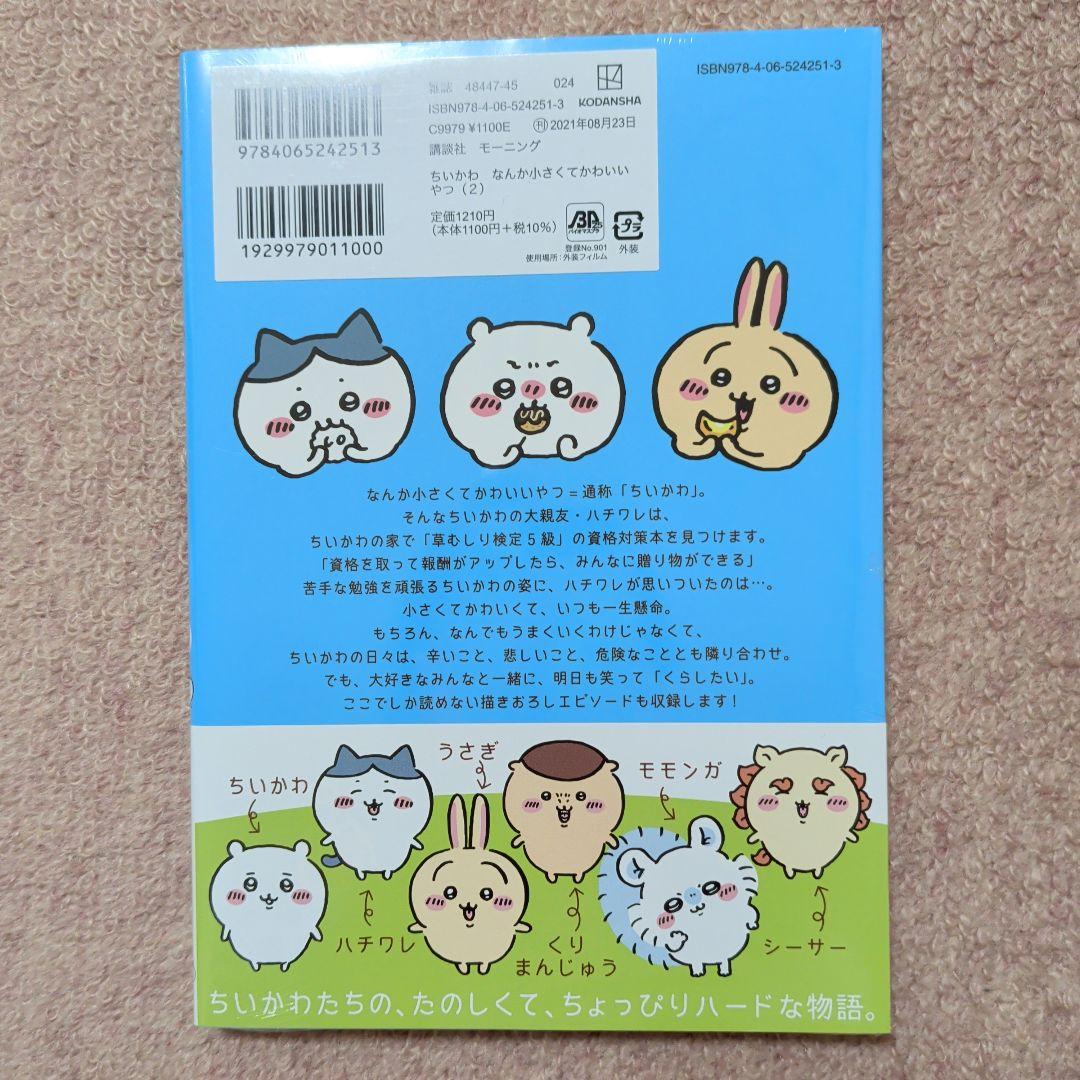 雑誌 48447-45 024
ISBN978-4-06-524251-3
KODANSHA
C9979 ¥1100E ㊞2021年08月23日
講談社 モーニング
9784065242513
ちいかわ なんか小さくてかわいい
やつ（2）
定価1210円
（本体1100円＋税10%）
1929979011000
バイオマスプラ
25
登録No.901
使用場所：外装フィルム
プラ
外装
ISBN978-4-06-524251-3
なんか小さくてかわいいやつ＝通称「ちいかわ」。
そんなちいかわの大親友・ハチワレは、
ちいかわの家で「草むしり検定５級」の資格対策本を見つけます。
「資格を取って報酬がアップしたら、みんなに贈り物ができる」
苦手な勉強を頑張るちいかわの姿に、ハチワレが思いついたのは…。
小さくてかわいくて、いつも一生懸命。
もちろん、なんでもうまくいくわけじゃなくて、
ちいかわの日々は、辛いこと、悲しいこと、危険なこととも隣り合わせ。
でも、大好きなみんなと一緒に、明日も笑って「くらしたい」。
ここでしか読めない描きおろしエピソードも収録します！
ちいかわ
うさぎ
モモンガ
ハチワレ
くり
まんじゅう
シーサー
ちいかわたちの、たのしくて、ちょっぴりハードな物語。